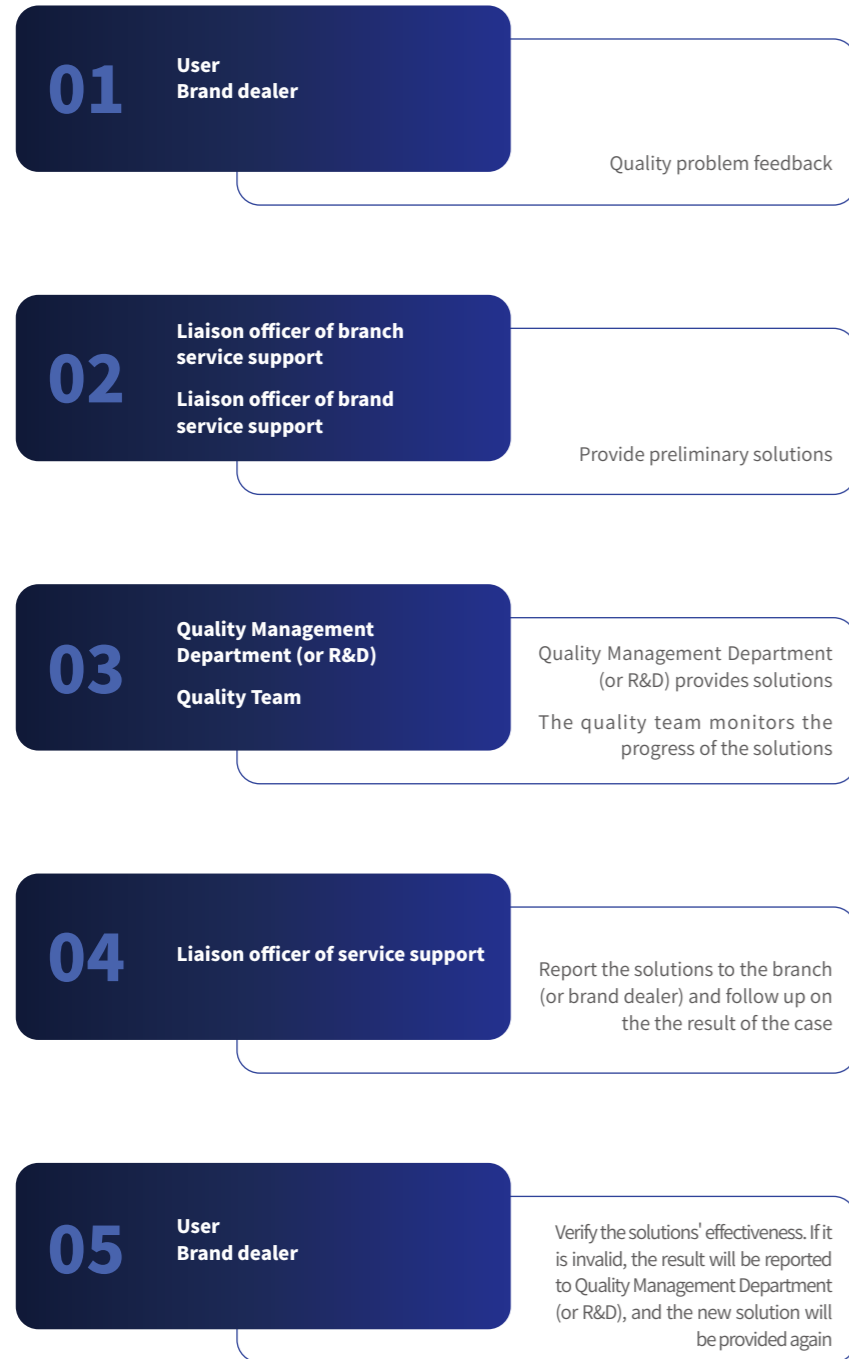 01
User
Brand dealer
Quality problem feedback
02
Liaison officer of branch
service support
Liaison officer of brand
service support
Provide preliminary solutions
03
Quality Management
Department (or R&D)
Quality Team
Quality Management Department
(or R&D) provides solutions
The quality team monitors the
progress of the solutions
04
Liaison officer of service support
Report the solutions to the branch
(or brand dealer) and follow up on
the the result of the case
05
User
Brand dealer
Verify the solutions' effectiveness. If it
is invalid, the result will be reported
to Quality Management Department
(or R&D), and the new solution will
be provided again